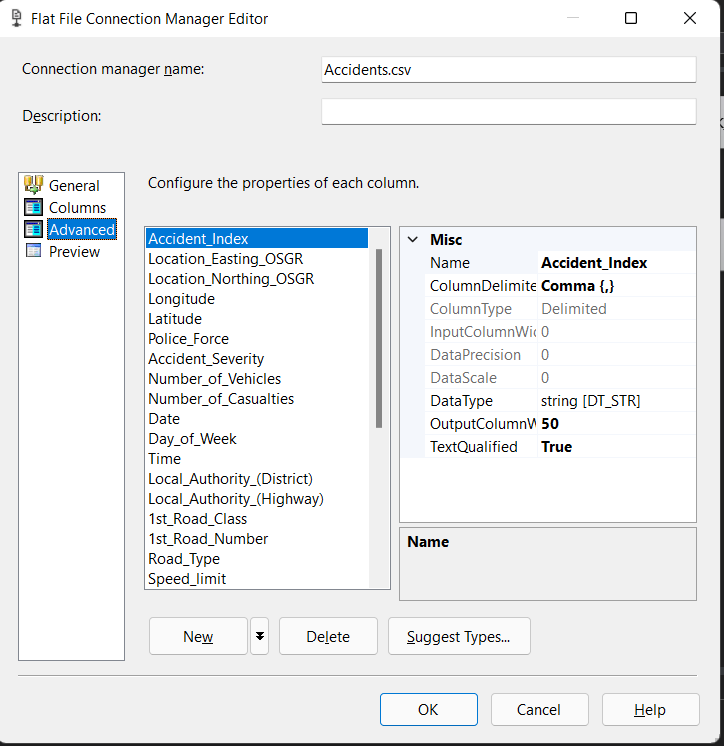 Flat File Connection Manager Editor
Connection manager name: Accidents.csv
Description:
General
Columns
Advanced
Preview
Configure the properties of each column.
Accident_Index
Location_Easting_OSGR
Location_Northing_OSGR
Longitude
Latitude
Police_Force
Accident_Severity
Number_of_Vehicles
Number_of_Casualties
Date
Day_of_Week
Time
Local_Authority_(District)
Local_Authority_(Highway)
1st_Road_Class
1st_Road_Number
Road_Type
Speed_limit
Misc
Name Accident_Index
ColumnDelimite Comma {,}
ColumnType Delimited
InputColumnWic 0
DataPrecision 0
DataScale 0
DataType string [DT_STR]
OutputColumnW 50
TextQualified True
Name
New
Delete
Suggest Types...
OK
Cancel
Help